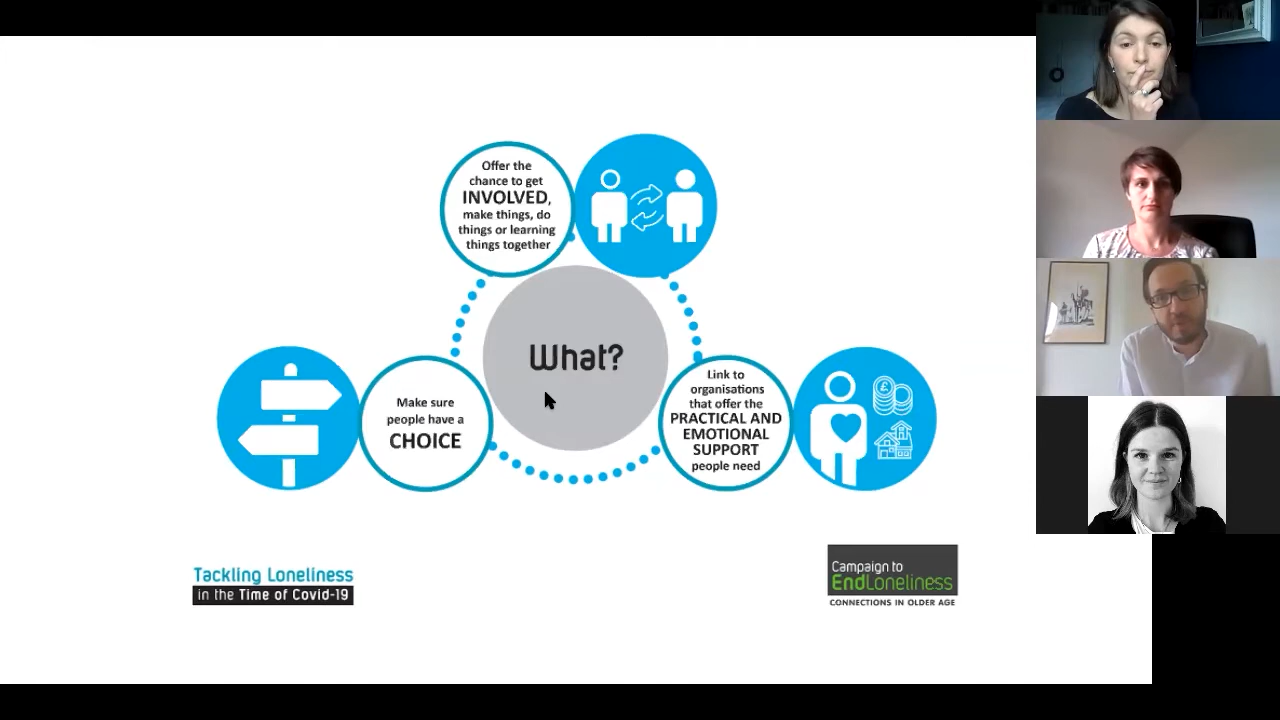 Offer the
chance to get
INVOLVED,
make things, do
things or learning
things together
What?
Make sure
people have a
CHOICE
Link to
organisations
that offer the
PRACTICAL AND
EMOTIONAL
SUPPORT
people need
£
Tackling Loneliness
in the Time of Covid-19
Campaign to
EndLoneliness
CONNECTIONS IN OLDER AGE